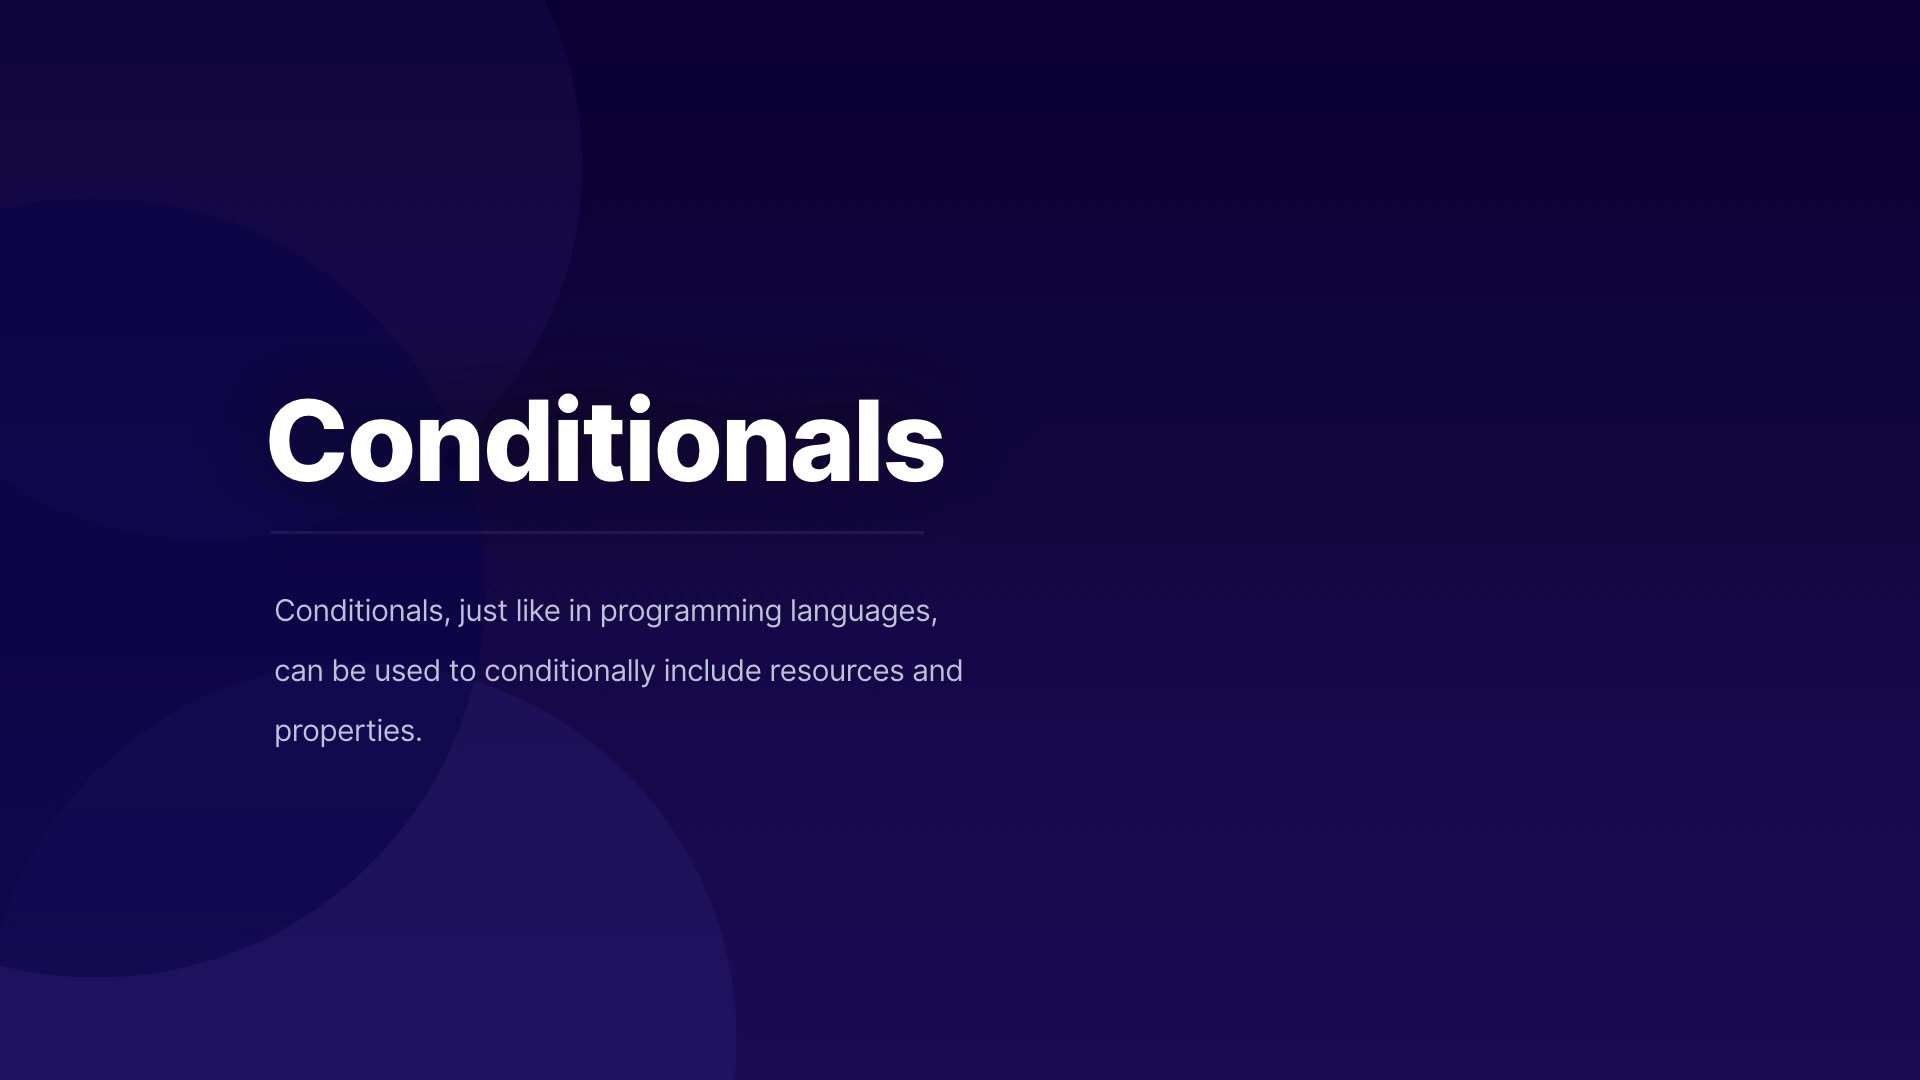 Conditionals
Conditionals, just like in programming languages,
can be used to conditionally include resources and
properties.